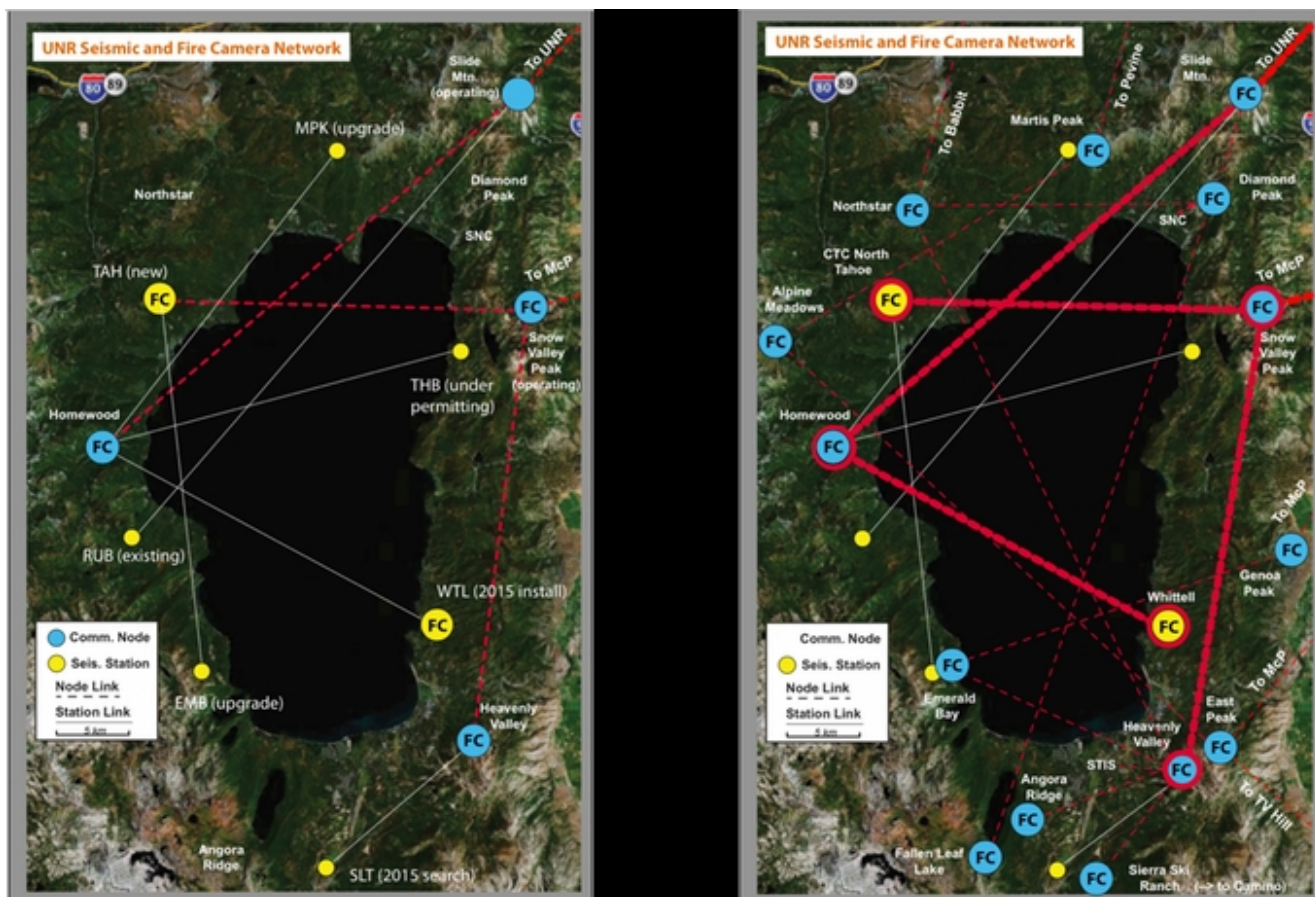 UNR Seismic and Fire Camera Network
80
89
Slide
Mtn.
(operating)
To UNR
MPK (upgrade)
Northstar
Diamond
Peak
SNC
TAH (new)
FC
To McP
FC
Snow
Valley
Peak
(operating)
THB (under
permitting)
Homewood
FC
RUB (existing)
WTL (2015 install)
FC
Comm. Node
Seis. Station
Node Link
Station Link
5 km
EMB (upgrade)
Heavenly
Valley
FC
Angora
Ridge
SLT (2015 search)
UNR Seismic and Fire Camera Network
80
89
Slide
Mtn.
FC
To UNR
To Babbit
To Pevine
Martis Peak
FC
Northstar
FC
Diamond
Peak
FC
SNC
CTC North
Tahoe
FC
To McP
FC
Snow
Valley
Peak
Alpine
Meadows
FC
Homewood
FC
To McP
FC
Genoa
Peak
Whittell
FC
Comm. Node
Seis. Station
Node Link
Station Link
5 km
FC
Emerald
Bay
To McP
East
Peak
FC
Heavenly
Valley
FC
STIS
To TV Hill
Angora
Ridge
FC
Fallen Leaf
Lake
FC
FC
Sierra Ski
Ranch (--> to Camino)